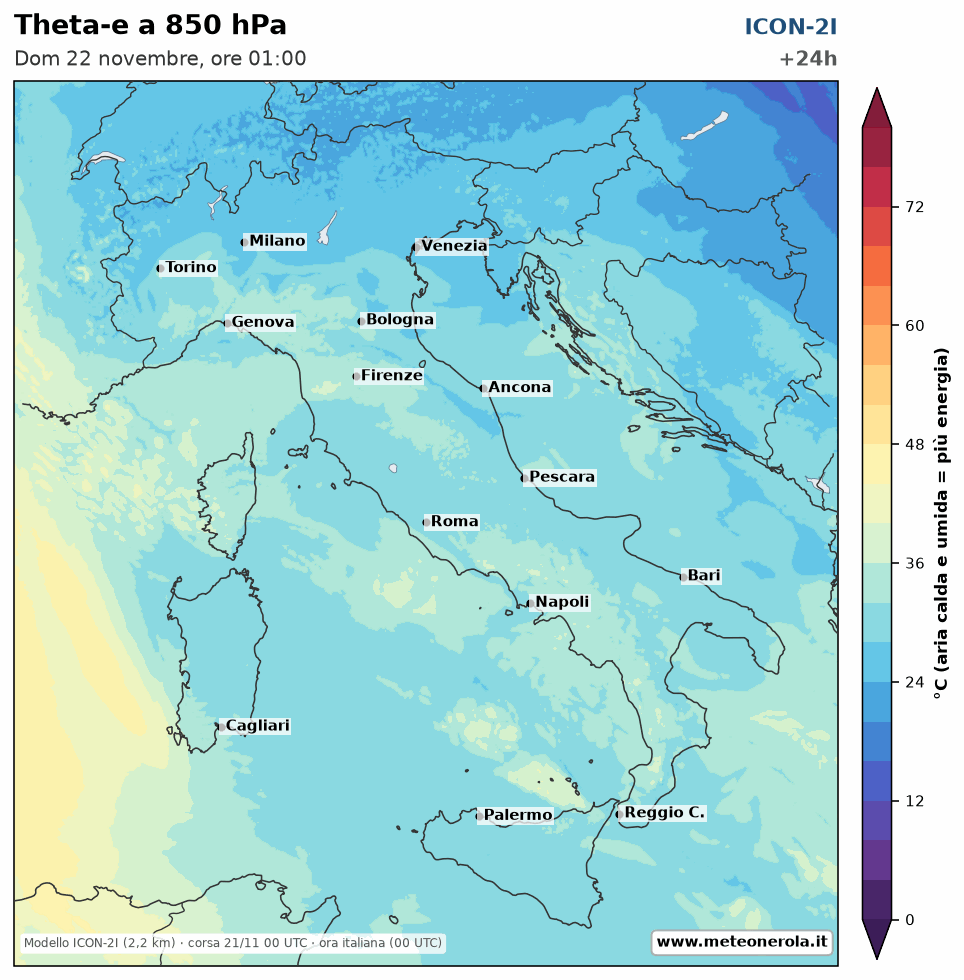 Theta-e a 850 hPa
ICON-2I
Dom 22 novembre, ore 01:00
+24h
Milano
Venezia
Torino
Genova
Bologna
Firenze
Ancona
Pescara
Roma
Bari
Napoli
Cagliari
Palermo
Reggio C.
72
60
48
36
24
12
0
°C (aria calda e umida = più energia)
Modello ICON-2I (2,2 km) · corsa 21/11 00 UTC · ora italiana (00 UTC)
www.meteonerola.it